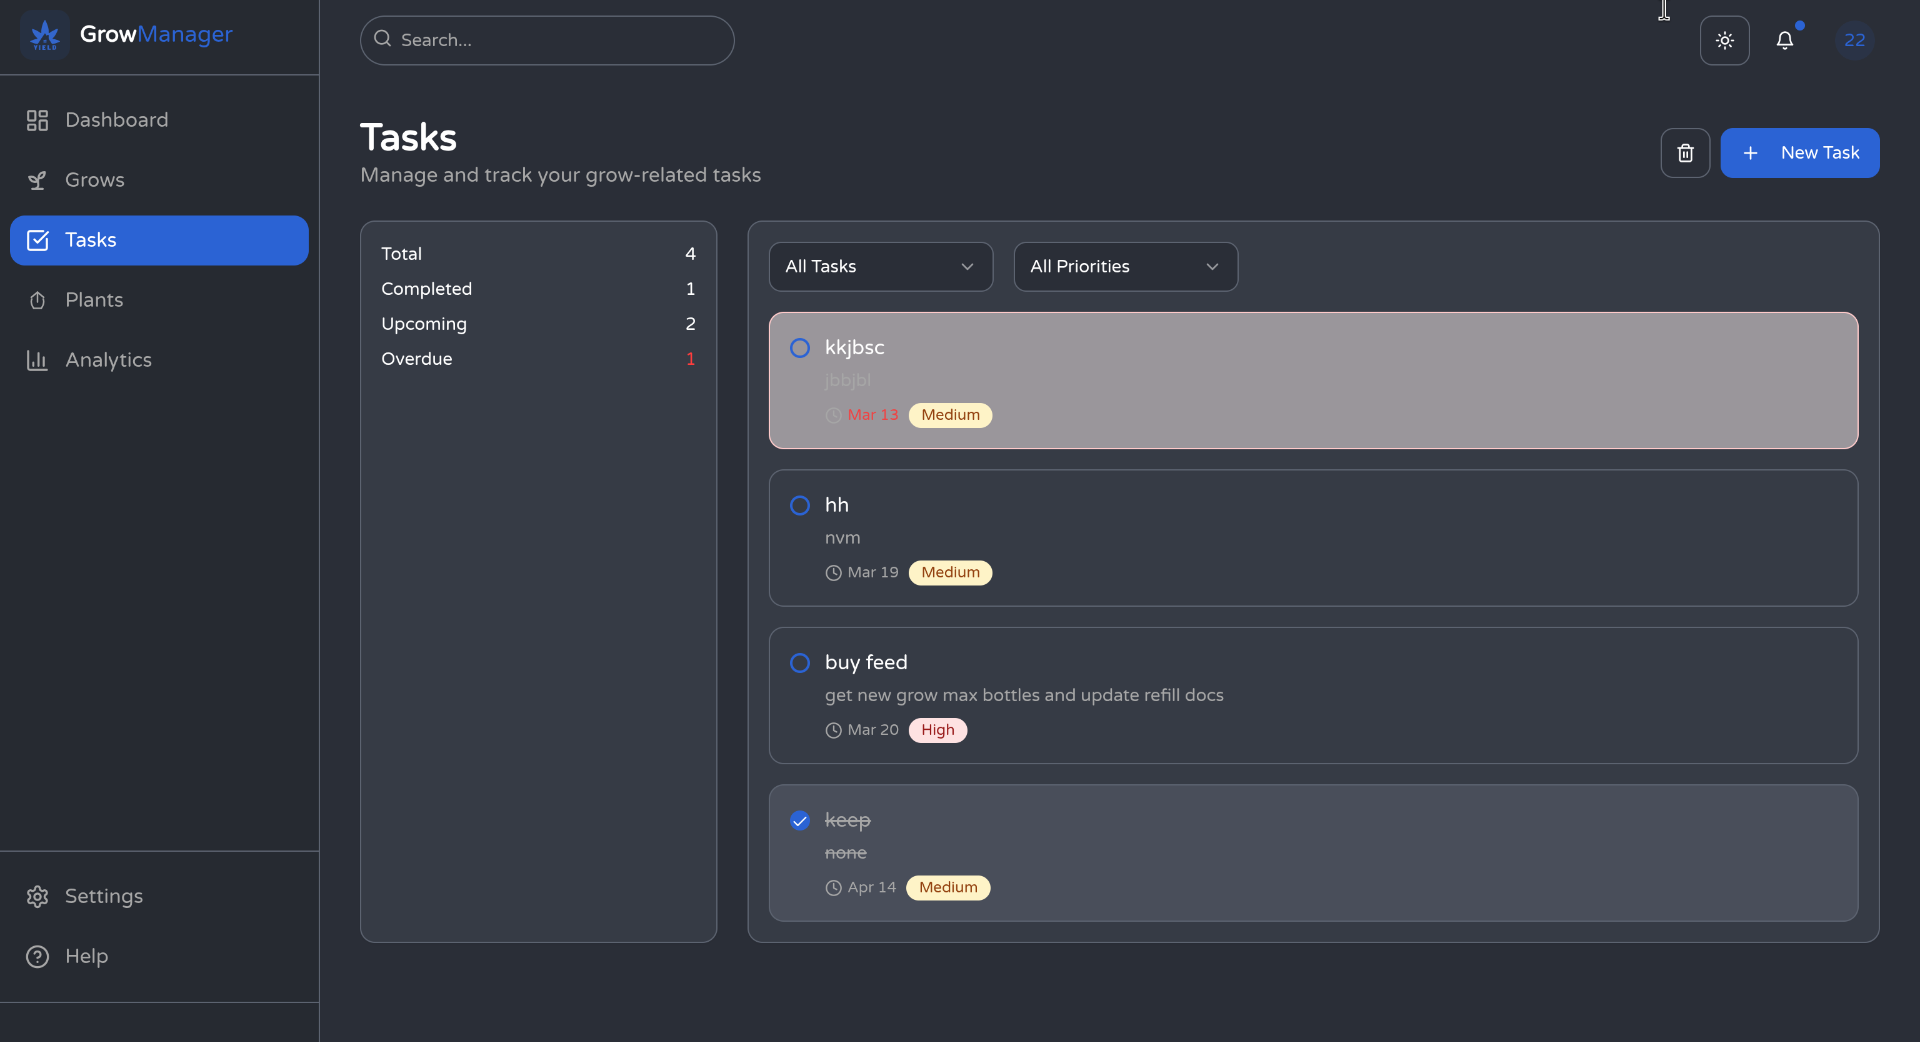 YIELD
GrowManager
Search...
22
Dashboard
Grows
Tasks
Plants
Analytics
Settings
Help
Tasks
Manage and track your grow-related tasks
New Task
Total 4
Completed 1
Upcoming 2
Overdue 1
All Tasks
All Priorities
kkjbsc
jbbjbl
Mar 13 Medium
hh
nvm
Mar 19 Medium
buy feed
get new grow max bottles and update refill docs
Mar 20 High
keep
none
Apr 14 Medium